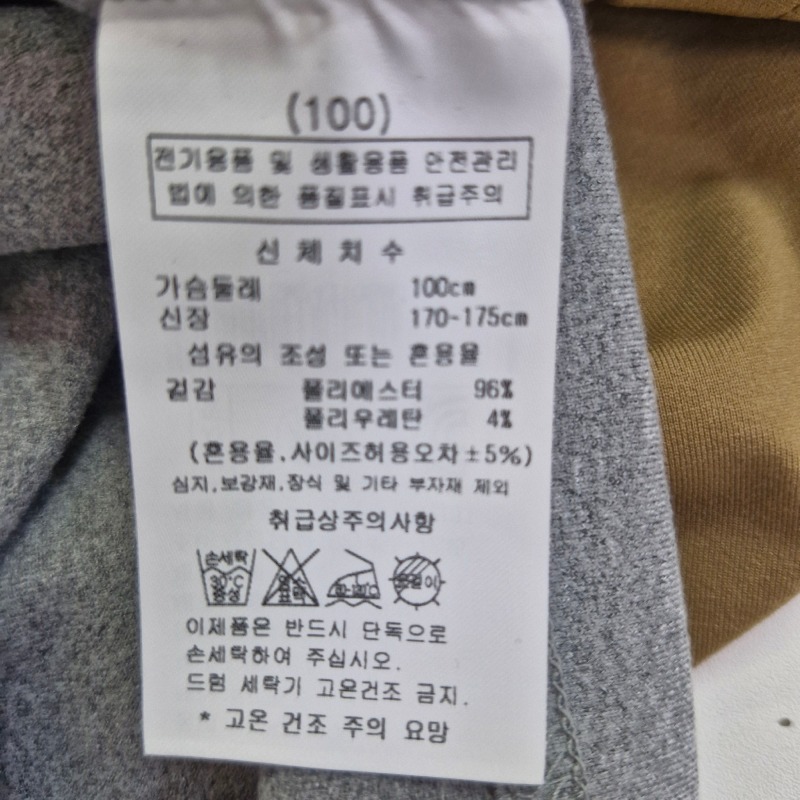 (100)
전기용품 및 생활용품 안전관리
법에 의한 품질표시 취급주의
신 체 치 수
가슴둘레 100cm
신장 170-175cm
섬유의 조성 또는 혼용율
겉감 폴리에스터 96%
폴리우레탄 4%
(혼용율,사이즈허용오차±5%)
심지,보강재,장식 및 기타 부자재 제외
취급상주의사항
손세탁
중성
이제품은 반드시 단독으로
손세탁하여 주십시오.
드럼 세탁기 고온건조 금지.
* 고온 건조 주의 요망